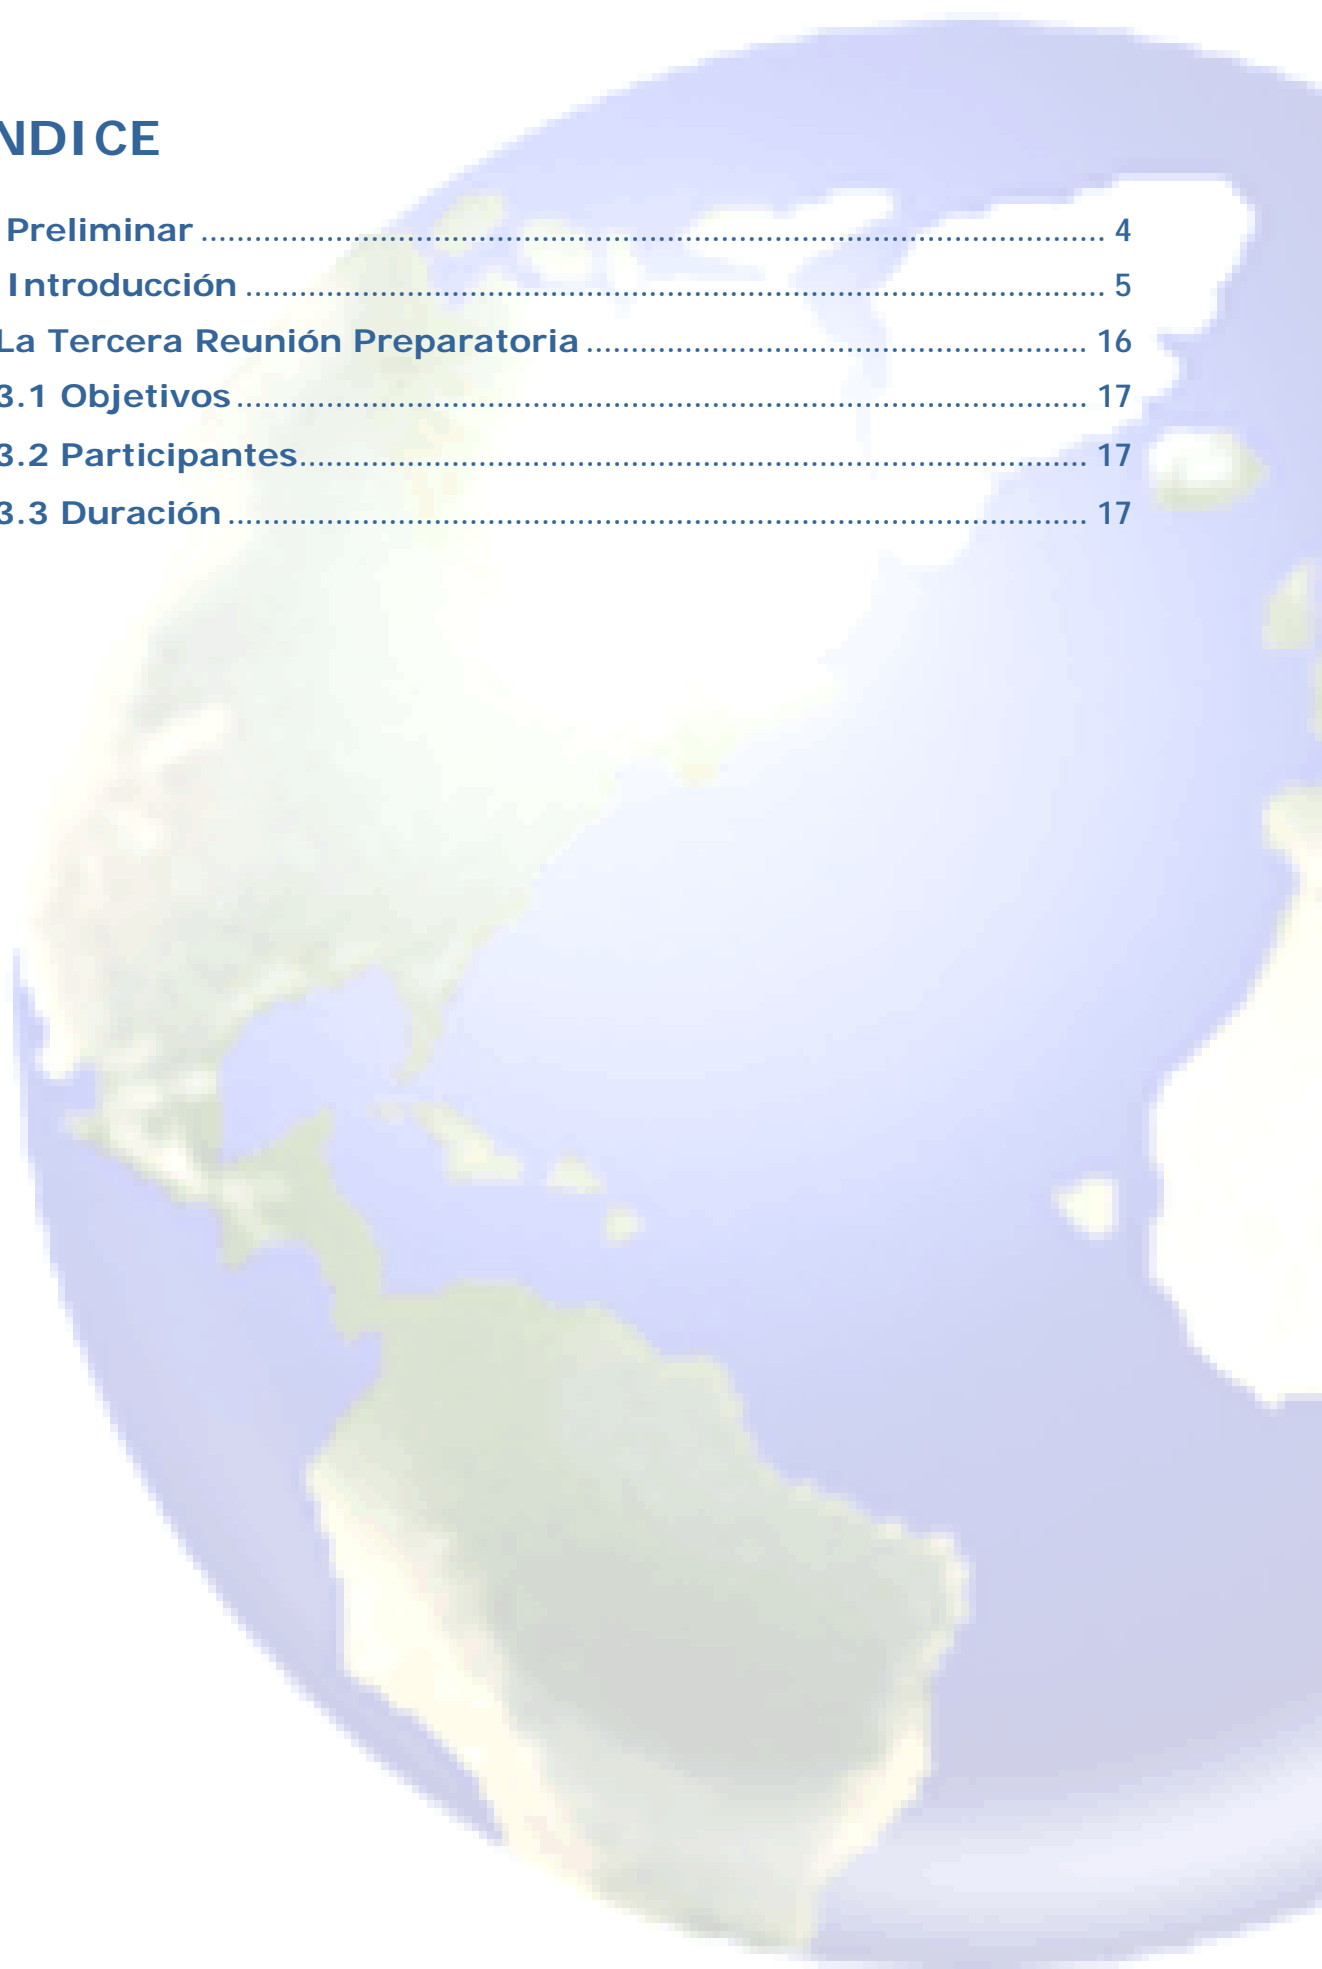 NDICE
Preliminar ........................................................................................................ 4
Introducción ................................................................................................... 5
La Tercera Reunión Preparatoria ......................................................... 16
3.1 Objetivos ................................................................................................. 17
3.2 Participantes.......................................................................................... 17
3.3 Duración .................................................................................................. 17